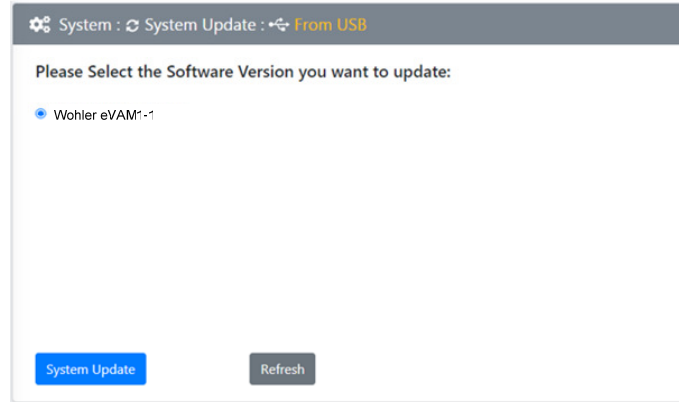 System : System Update : From USB
Please Select the Software Version you want to update:
Wohler eVAM1-1
System Update Refresh